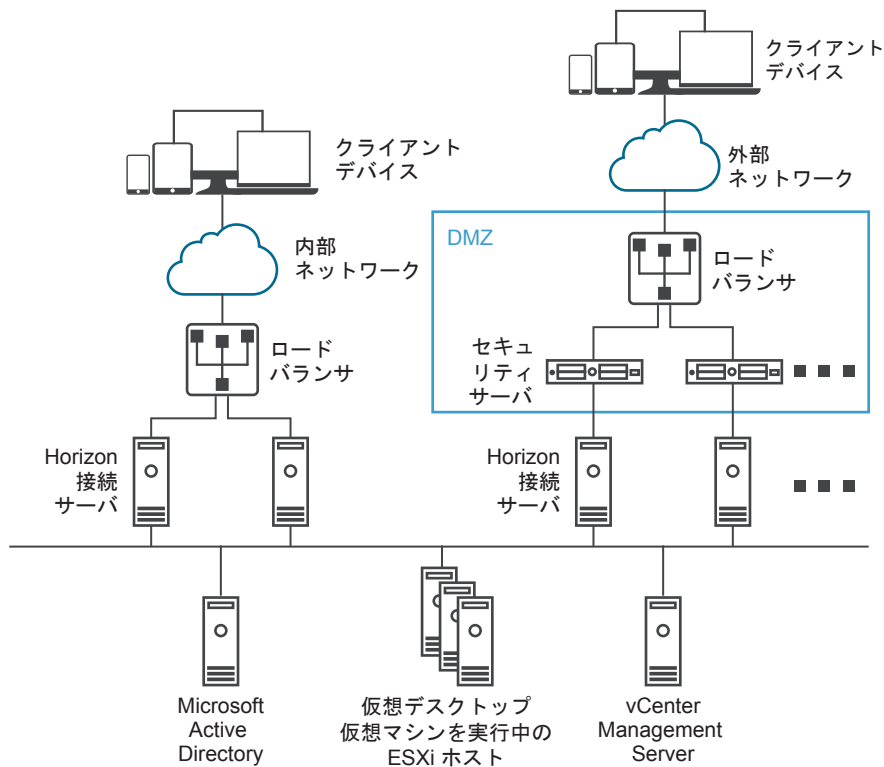 クライアント
デバイス
クライアント
デバイス
外部
ネットワーク
内部
ネットワーク
DMZ
ロード
バランサ
ロード
バランサ
セキュ
リティ
サーバ
Horizon
接続
サーバ
Horizon
接続
サーバ
Microsoft
Active
Directory
仮想デスクトップ
仮想マシンを実行中の
ESXi ホスト
vCenter
Management
Server